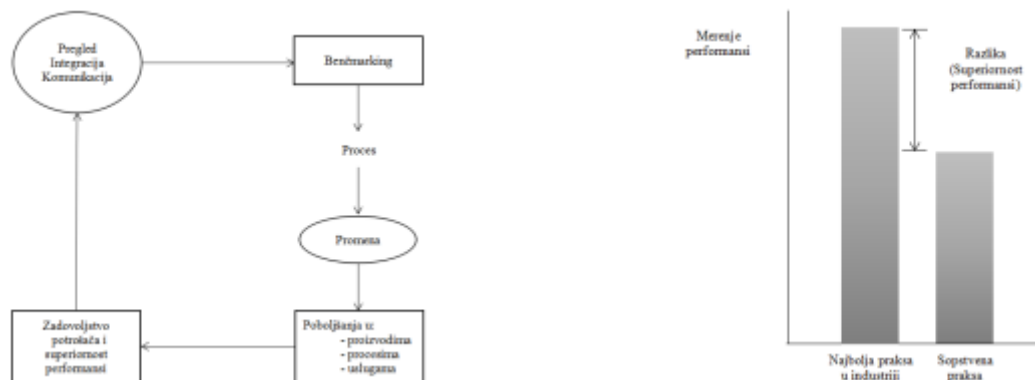 Pregled
Integracija
Komunikacija
Benčmarking
Proces
Promena
Poboljšanja u:
- proizvodima
- procesima
- uslugama
Zadovoljstvo
potrošača i
superiornost
performansi
Merenje
performansi
Razlika
(Superiornost
performansi)
Najbolja praksa
u industriji
Sopstvena
praksa